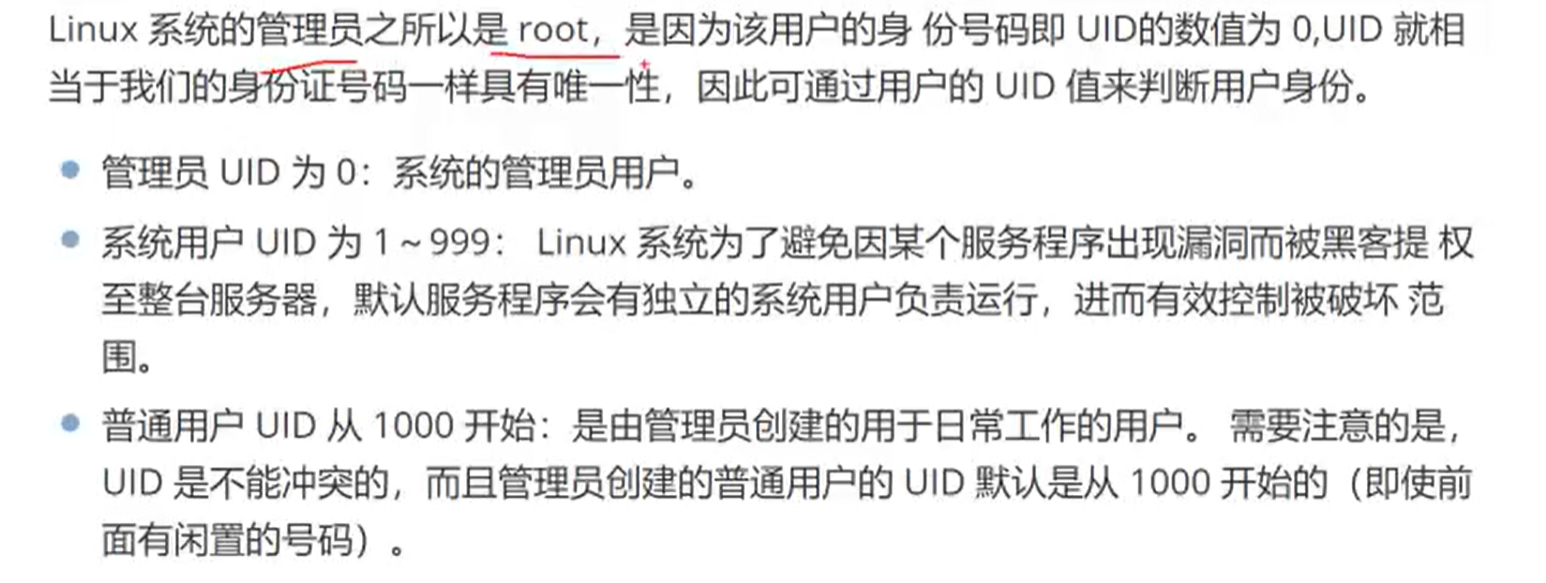 Linux 系统的管理员之所以是 root，是因为该用户的身 份号码即 UID的数值为 0,UID 就相
当于我们的身份证号码一样具有唯一性，因此可通过用户的 UID 值来判断用户身份。
管理员 UID 为 0：系统的管理员用户。
系统用户 UID 为 1～999： Linux 系统为了避免因某个服务程序出现漏洞而被黑客提 权
至整台服务器，默认服务程序会有独立的系统用户负责运行，进而有效控制被破坏 范
围。
普通用户 UID 从 1000 开始：是由管理员创建的用于日常工作的用户。 需要注意的是，
UID 是不能冲突的，而且管理员创建的普通用户的 UID 默认是从 1000 开始的（即使前
面有闲置的号码）。